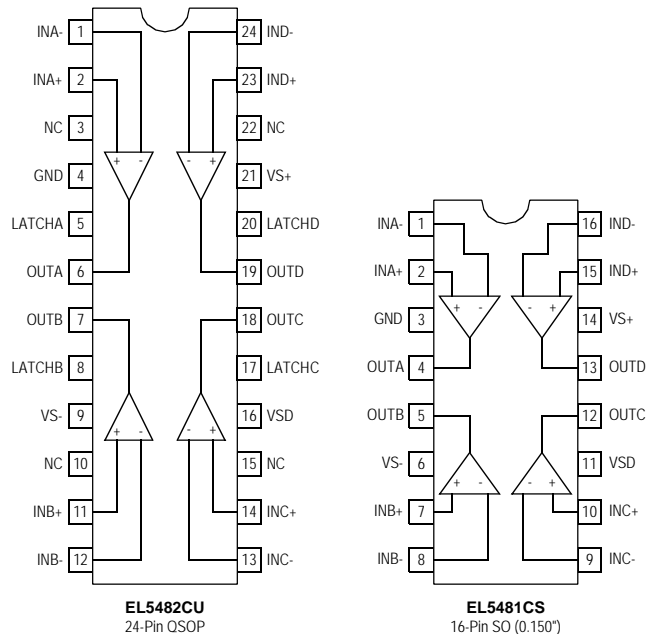 INA- 1 24 IND-
INA+ 2 23 IND+
NC 3 22 NC
+ - - +
GND 4 21 VS+
LATCHA 5 20 LATCHD
OUTA 6 19 OUTD
OUTB 7 18 OUTC
LATCHB 8 17 LATCHC
VS- 9 16 VSD
+ - - +
NC 10 15 NC
INB+ 11 14 INC+
INB- 12 13 INC-
EL5482CU
24-Pin QSOP
INA- 1 16 IND-
INA+ 2 15 IND+
+ - - +
GND 3 14 VS+
OUTA 4 13 OUTD
OUTB 5 12 OUTC
VS- 6 11 VSD
+ - - +
INB+ 7 10 INC+
INB- 8 9 INC-
EL5481CS
16-Pin SO (0.150")